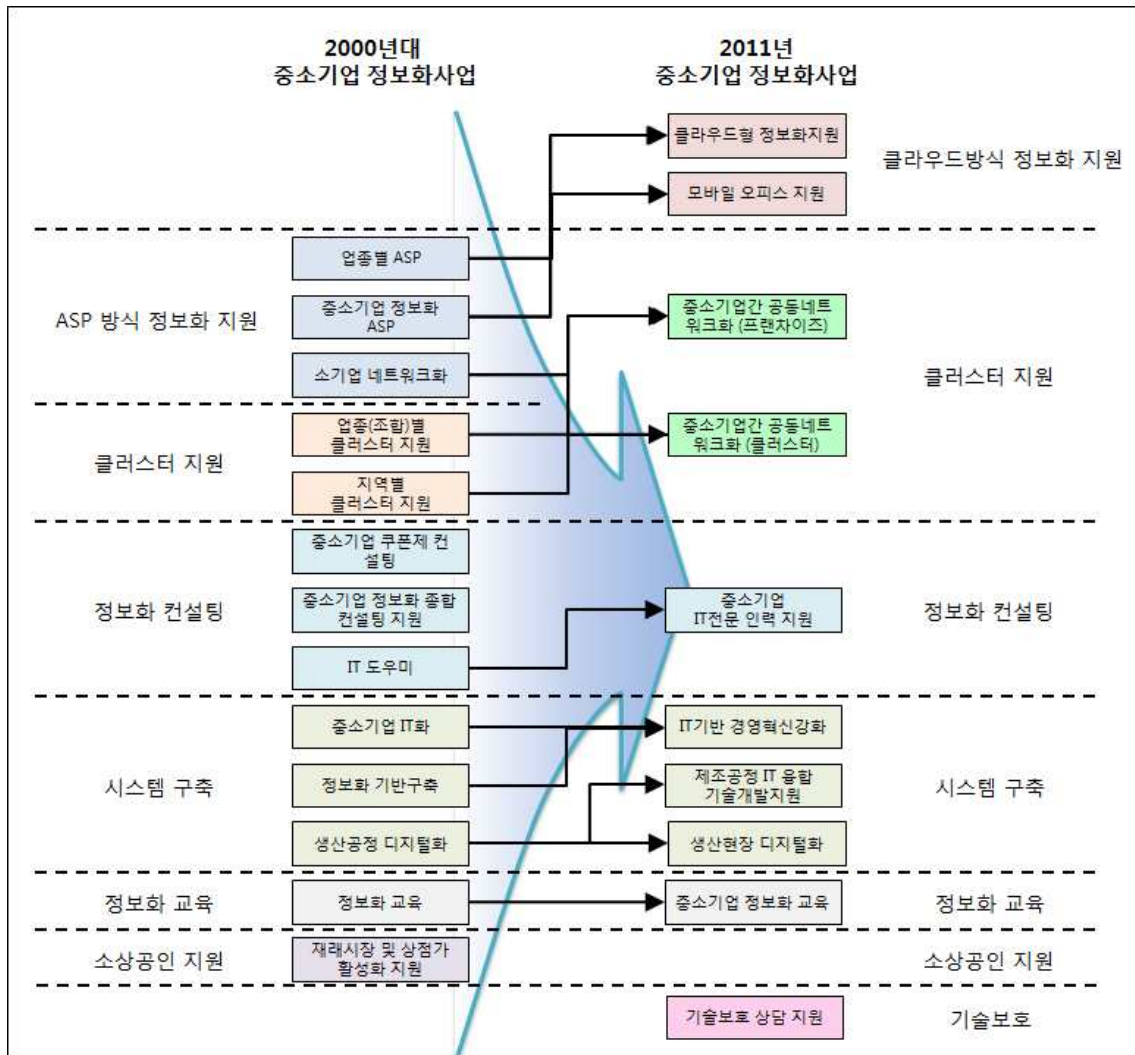 2000년대
중소기업 정보화사업
2011년
중소기업 정보화사업
클라우드형 정보화지원
클라우드방식 정보화 지원
모바일 오피스 지원
업종별 ASP
ASP 방식 정보화 지원
중소기업 정보화
ASP
중소기업간 공동네트
워크화 (프랜차이즈)
소기업 네트워크화
클러스터 지원
업종(조합)별
클러스터 지원
중소기업간 공동네트
워크화 (클러스터)
클러스터 지원
지역별
클러스터 지원
중소기업 쿠폰제 컨
설팅
정보화 컨설팅
중소기업 정보화 종합
컨설팅 지원
중소기업
IT전문 인력 지원
정보화 컨설팅
IT 도우미
중소기업 IT화
IT기반 경영혁신강화
시스템 구축
정보화 기반구축
제조공정 IT 융합
기술개발지원
시스템 구축
생산공정 디지털화
생산현장 디지털화
정보화 교육
정보화 교육
중소기업 정보화 교육
정보화 교육
소상공인 지원
재래시장 및 상점가
활성화 지원
소상공인 지원
기술보호 상담 지원
기술보호